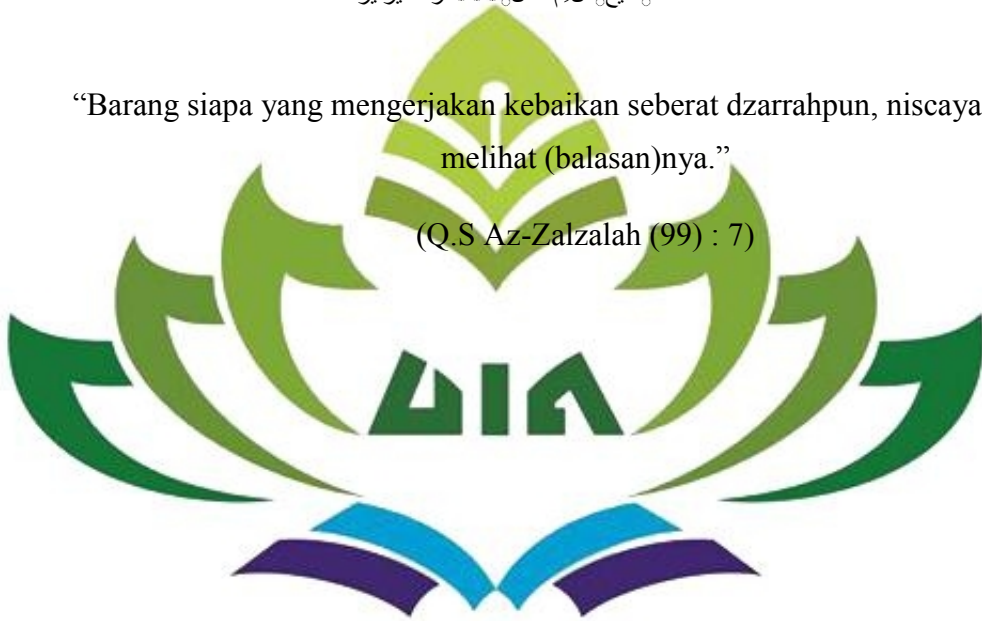 “Barang siapa yang mengerjakan kebaikan seberat dzarrahpun, niscaya
melihat (balasan)nya.”
(Q.S Az-Zalzalah (99) : 7)
UIN